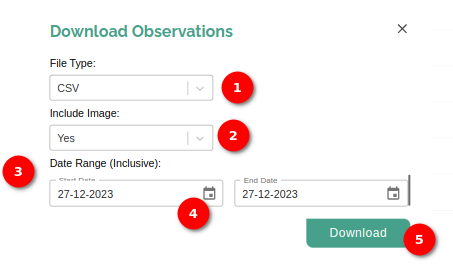 Download Observations
File Type:
CSV
1
Include Image:
Yes
2
Date Range (Inclusive):
3
Start Date
End Date
27-12-2023
27-12-2023
4
Download
5